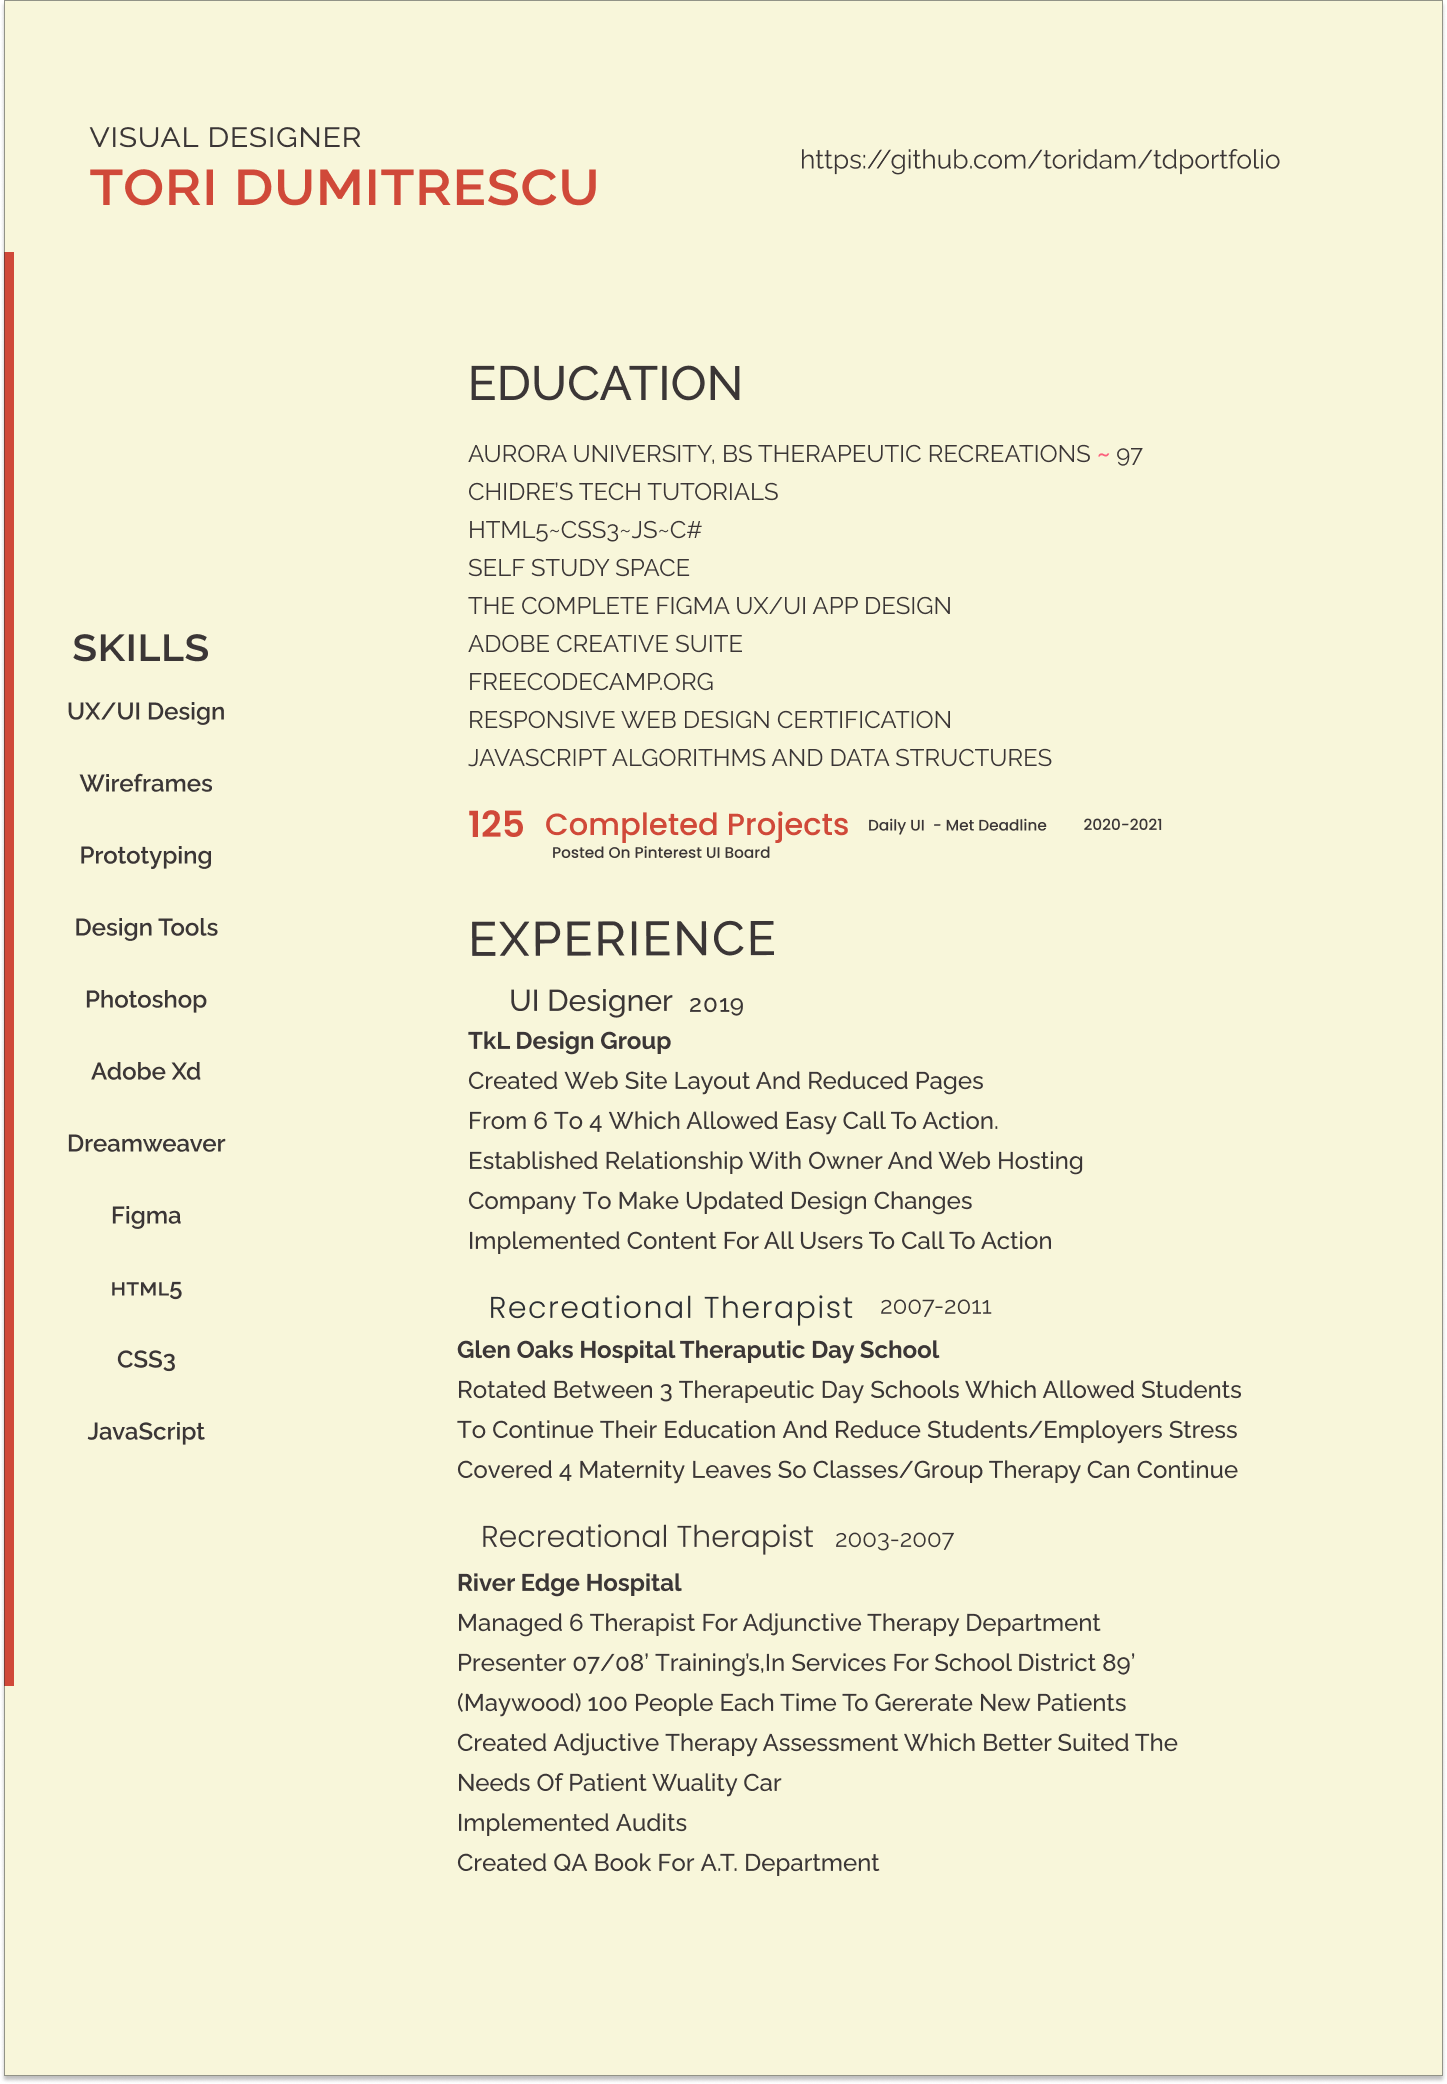 VISUAL DESIGNER
TORI DUMITRESCU
https://github.com/toridam/tdportfolio
EDUCATION
AURORA UNIVERSITY, BS THERAPEUTIC RECREATIONS ~ 97
CHIDRE'S TECH TUTORIALS
HTML5~CSS3~JS~C#
SELF STUDY SPACE
THE COMPLETE FIGMA UX/UI APP DESIGN
ADOBE CREATIVE SUITE
FREECODECAMP.ORG
RESPONSIVE WEB DESIGN CERTIFICATION
JAVASCRIPT ALGORITHMS AND DATA STRUCTURES
125 Completed Projects Daily UI - Met Deadline 2020-2021
Posted On Pinterest UI Board
SKILLS
UX/UI Design
Wireframes
Prototyping
Design Tools
Photoshop
Adobe Xd
Dreamweaver
Figma
HTML5
CSS3
JavaScript
EXPERIENCE
UI Designer 2019
TkL Design Group
Created Web Site Layout And Reduced Pages
From 6 To 4 Which Allowed Easy Call To Action.
Established Relationship With Owner And Web Hosting
Company To Make Updated Design Changes
Implemented Content For All Users To Call To Action
Recreational Therapist 2007-2011
Glen Oaks Hospital Theraputic Day School
Rotated Between 3 Therapeutic Day Schools Which Allowed Students
To Continue Their Education And Reduce Students/Employers Stress
Covered 4 Maternity Leaves So Classes/Group Therapy Can Continue
Recreational Therapist 2003-2007
River Edge Hospital
Managed 6 Therapist For Adjunctive Therapy Department
Presenter 07/08' Training's,In Services For School District 89'
(Maywood) 100 People Each Time To Gererate New Patients
Created Adjuctive Therapy Assessment Which Better Suited The
Needs Of Patient Wuality Car
Implemented Audits
Created QA Book For A.T. Department